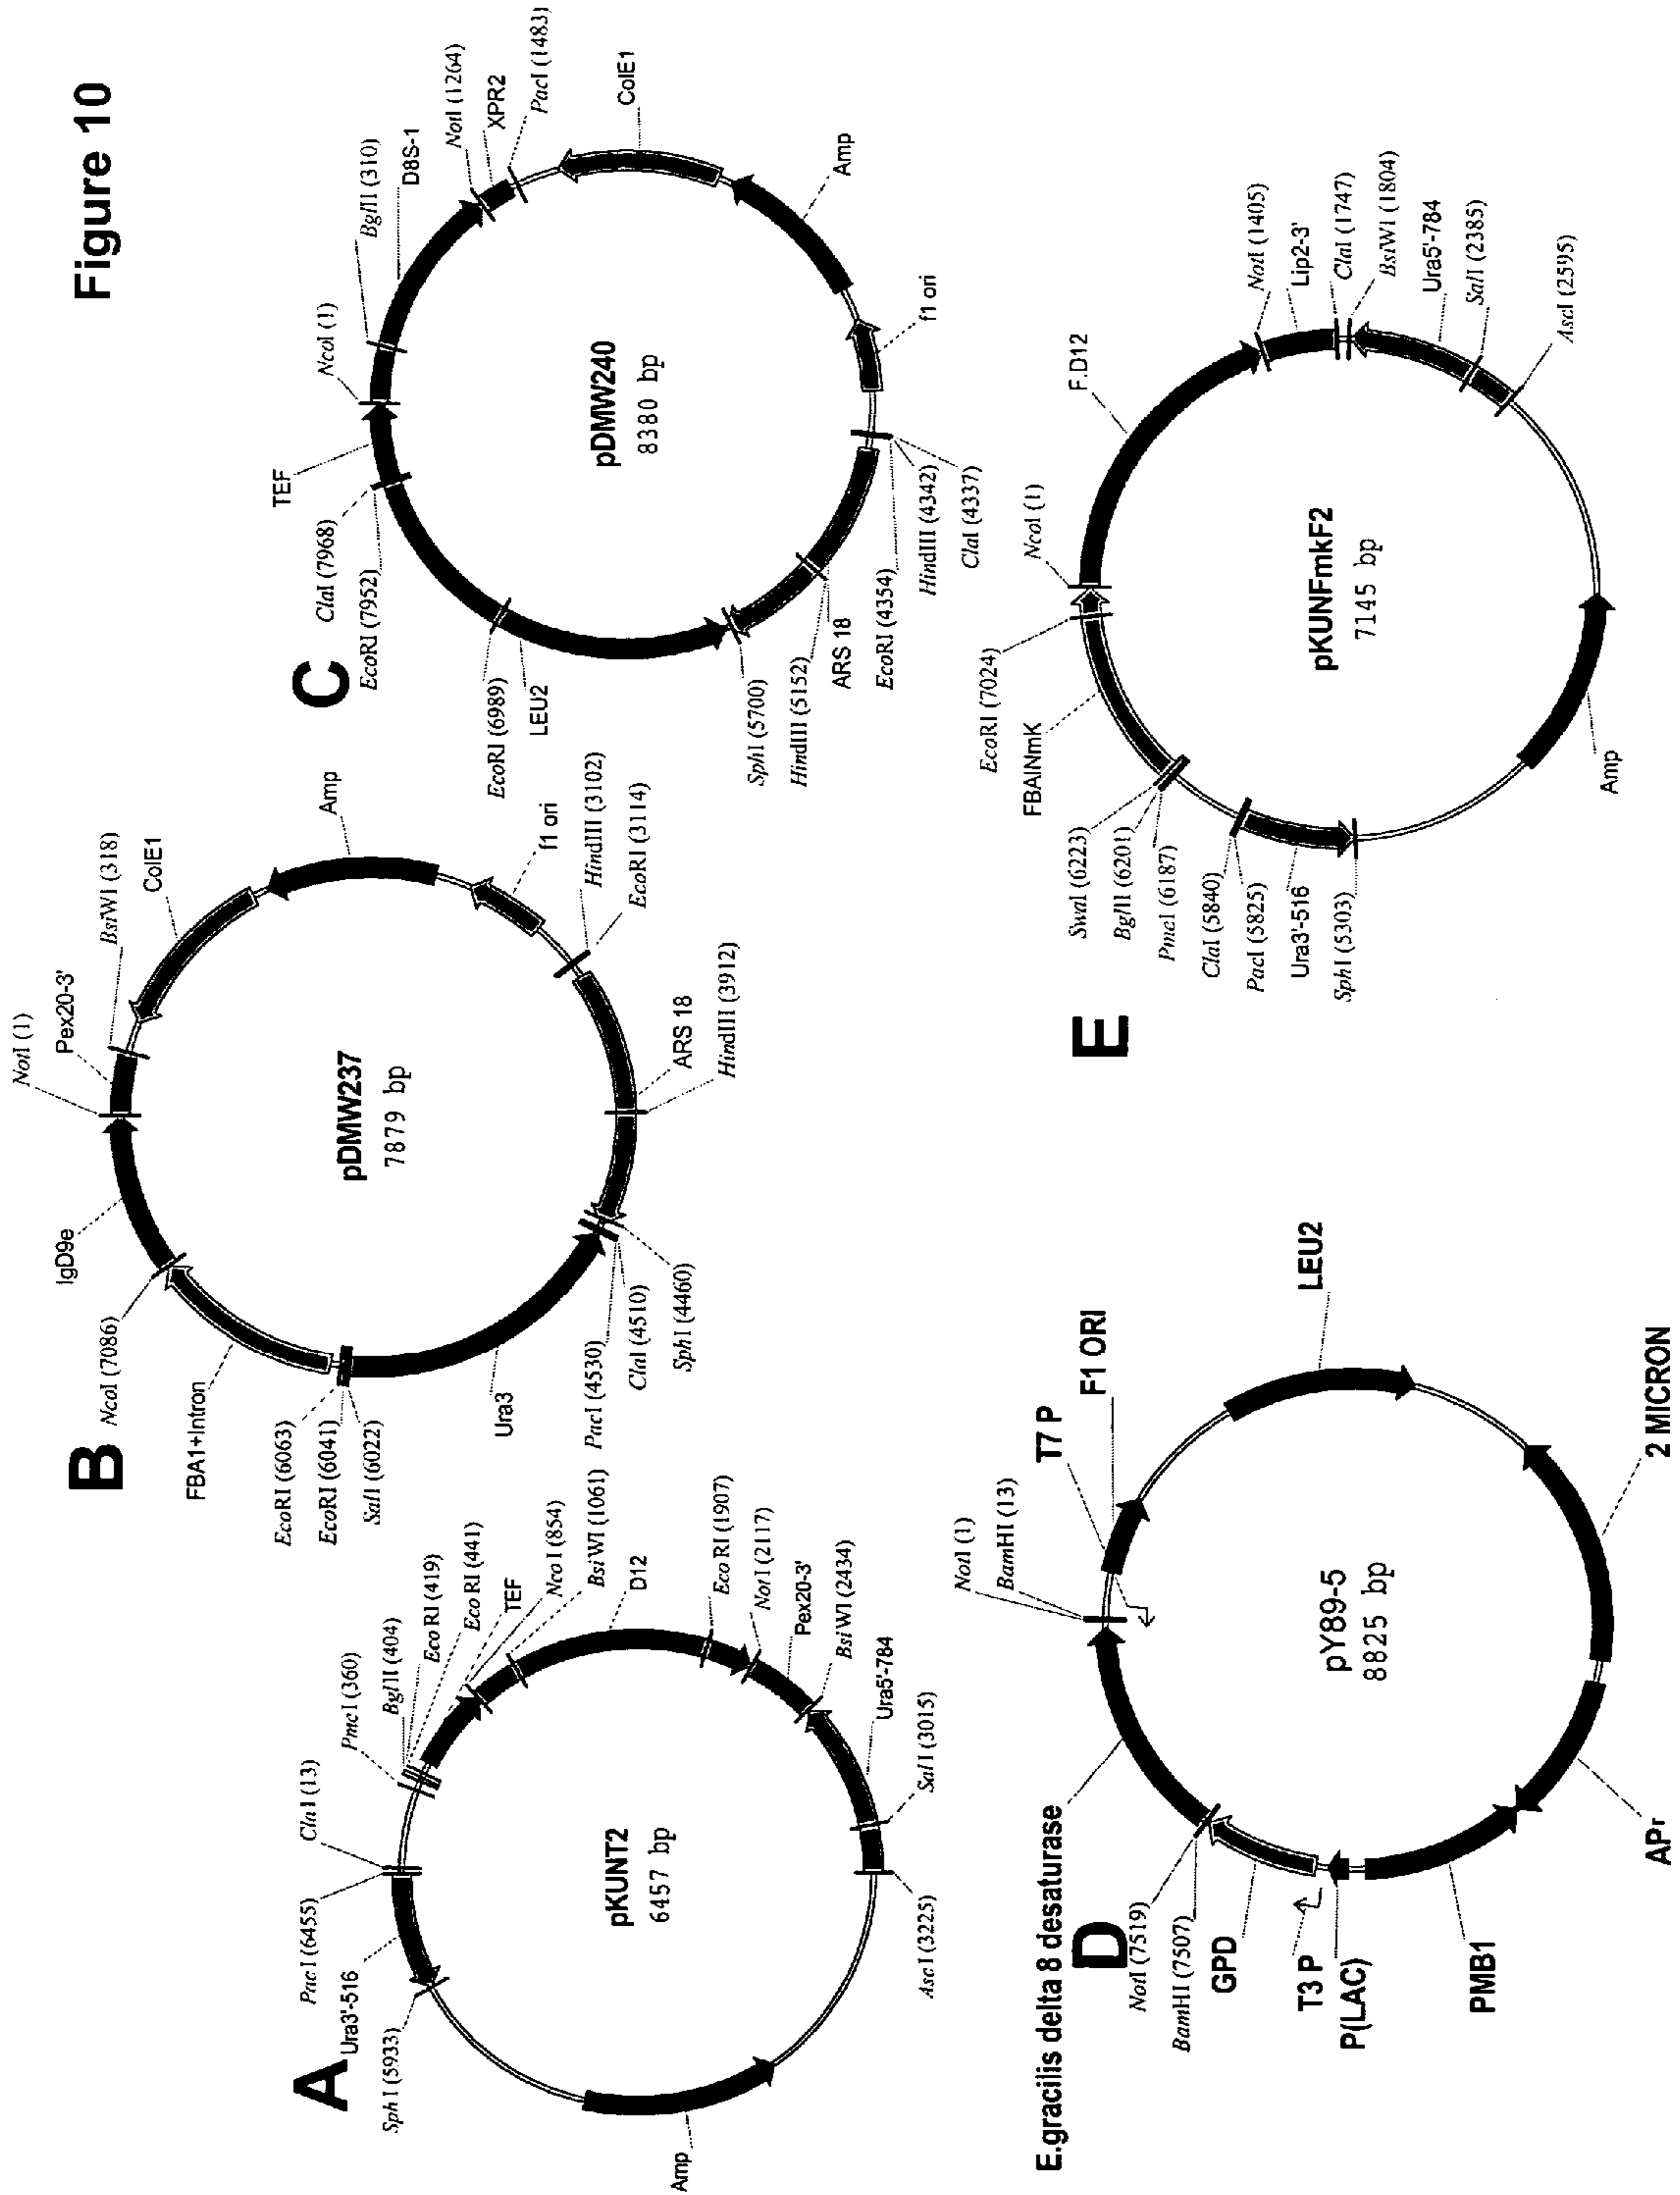 Figure 10
A
pKUNT2
6457 bp
PacI (6455)
ClaI (13)
PmeI (360)
BglII (404)
EcoRI (419)
EcoRI (441)
TEF
NcoI (854)
BsiWI (1061)
D12
EcoRI (1907)
NotI (2117)
Pex20-3'
BsiWI (2434)
Ura5'-784
SalI (3015)
AscI (3225)
Amp
SphI (5933)
Ura3'-516
B
pDMW237
7879 bp
NotI (1)
Pex20-3'
BsiWI (318)
ColE1
Amp
f1 ori
HindIII (3102)
EcoRI (3114)
ARS 18
HindIII (3912)
SphI (4460)
ClaI (4510)
PacI (4530)
Ura3
SalI (6022)
EcoRI (6041)
EcoRI (6063)
FBA1+Intron
NcoI (7086)
IgD9e
C
pDMW240
8380 bp
NcoI (1)
BglII (310)
D8S-1
NotI (1264)
XPR2
PacI (1483)
ColE1
Amp
f1 ori
ClaI (4337)
HindIII (4342)
EcoRI (4354)
ARS 18
HindIII (5152)
SphI (5700)
LEU2
EcoRI (6989)
EcoRI (7952)
ClaI (7968)
TEF
D
pY89-5
8825 bp
NotI (1)
BamHI (13)
T7 P
F1 ORI
LEU2
2 MICRON
APr
PMB1
P(LAC)
T3 P
GPD
BamHI (7507)
NotI (7519)
E.gracilis delta 8 desaturase
E
pKUNFmkF2
7145 bp
NcoI (1)
F.D12
NotI (1405)
Lip2-3'
ClaI (1747)
BsiWI (1804)
Ura5'-784
SalI (2385)
AscI (2595)
Amp
SphI (5303)
Ura3'-516
PacI (5825)
ClaI (5840)
PmeI (6187)
BglII (6201)
SwaI (6223)
FBAINmK
EcoRI (7024)